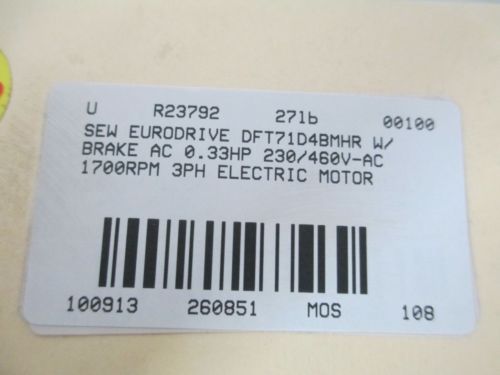 U R23792 27lb 00100
SEW EURODRIVE DFT71D4BMHR W/
BRAKE AC 0.33HP 230/460V-AC
1700RPM 3PH ELECTRIC MOTOR
100913 260851 MOS 108